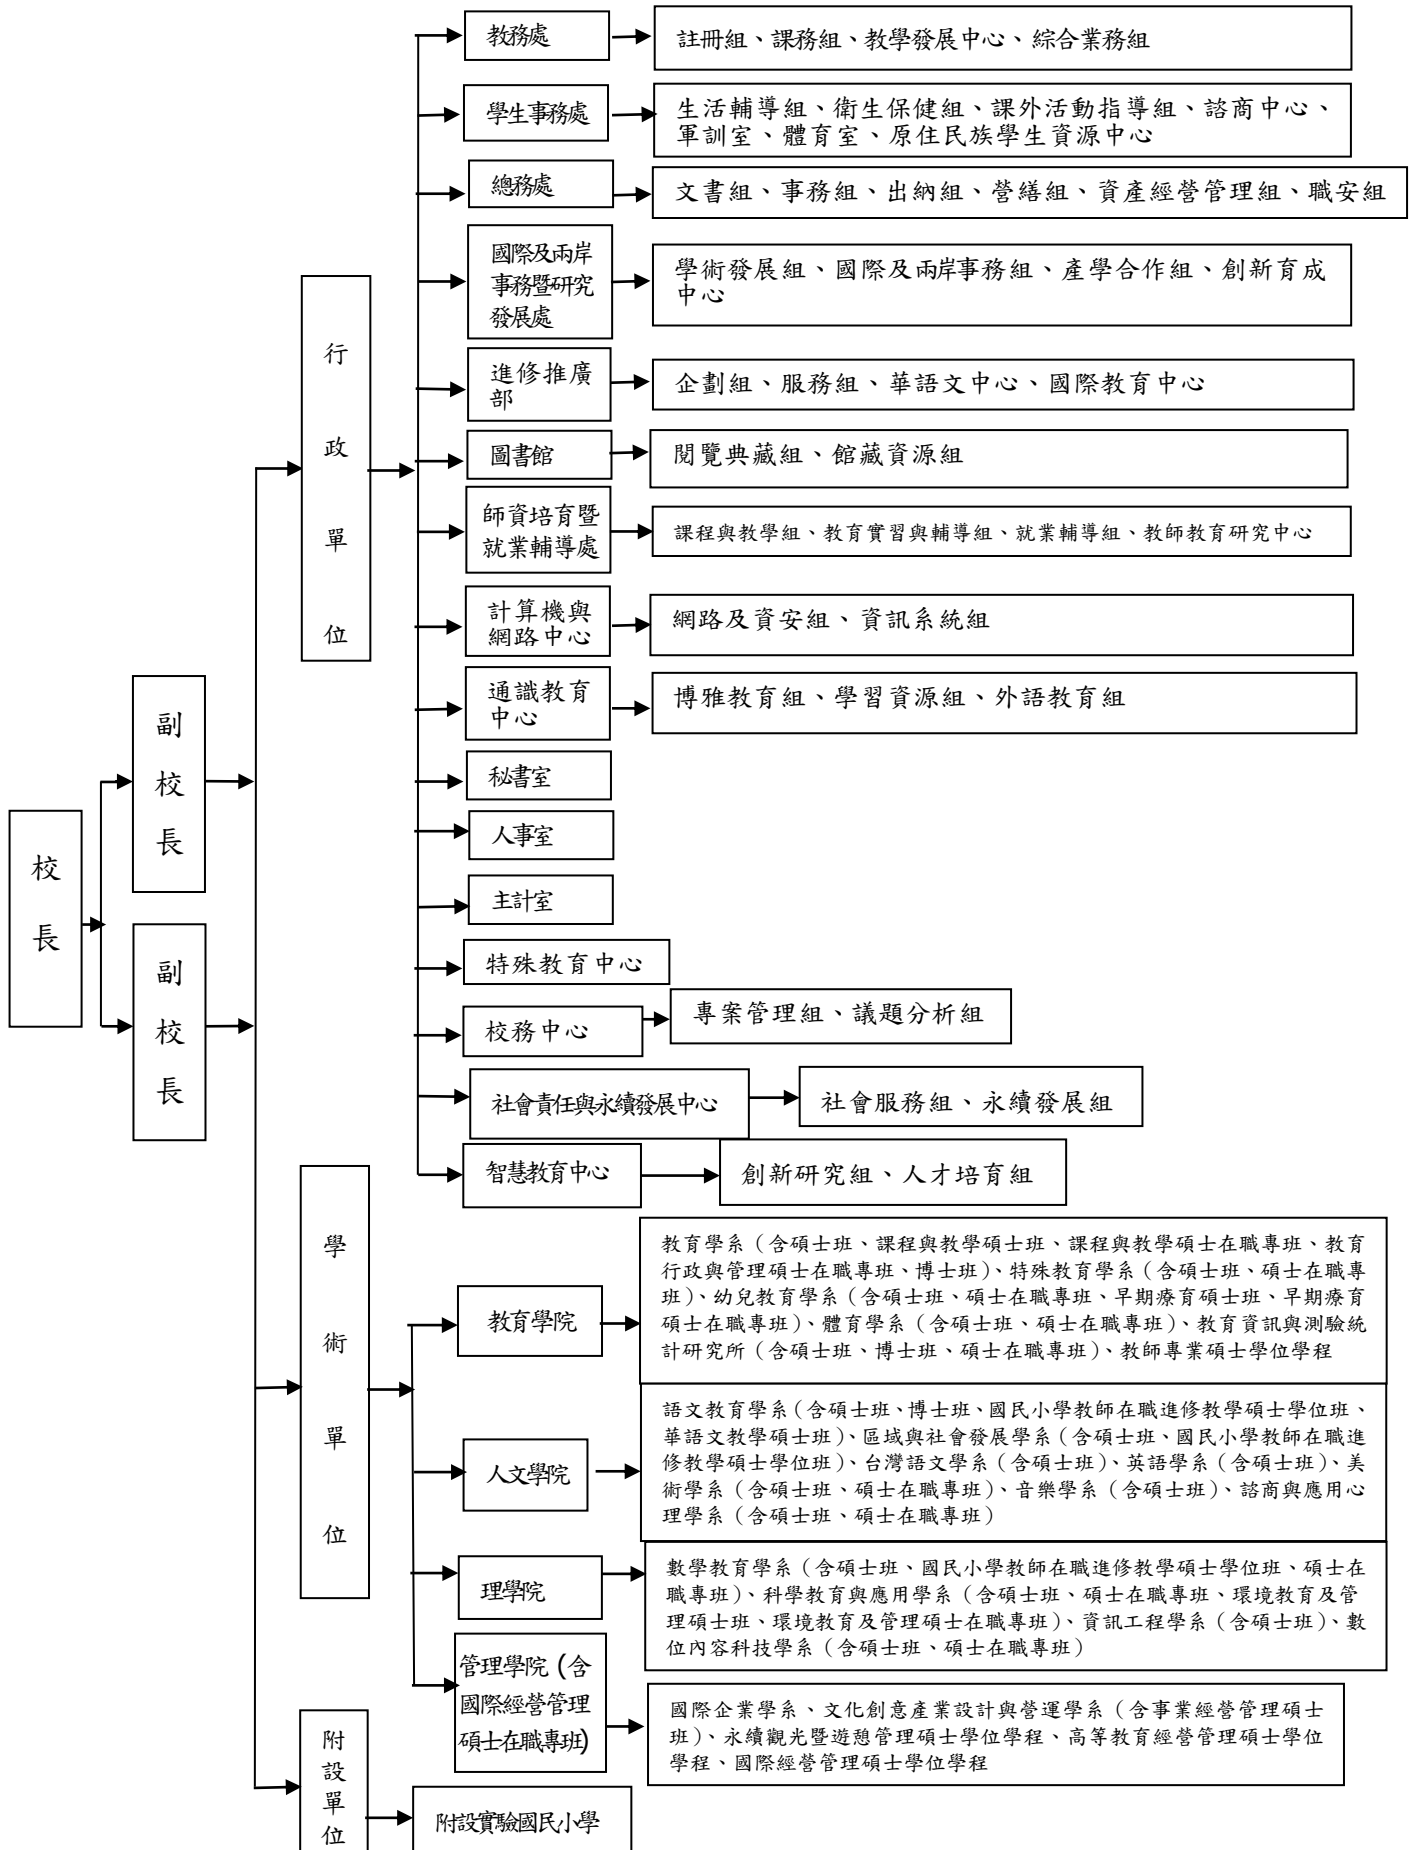 教務處
註冊組、課務組、教學發展中心、綜合業務組
學生事務處
生活輔導組、衛生保健組、課外活動指導組、諮商中心、
軍訓室、體育室、原住民族學生資源中心
總務處
文書組、事務組、出納組、營繕組、資產經營管理組、職安組
國際及兩岸
事務暨研究
發展處
學術發展組、國際及兩岸事務組、產學合作組、創新育成
中心
行政單位
進修推廣
部
企劃組、服務組、華語文中心、國際教育中心
圖書館
閱覽典藏組、館藏資源組
師資培育暨
就業輔導處
課程與教學組、教育實習與輔導組、就業輔導組、教師教育研究中心
計算機與
網路中心
網路及資安組、資訊系統組
通識教育
中心
博雅教育組、學習資源組、外語教育組
副校長
秘書室
人事室
校長
主計室
副校長
特殊教育中心
校務中心
專案管理組、議題分析組
社會責任與永續發展中心
社會服務組、永續發展組
智慧教育中心
創新研究組、人才培育組
學術單位
教育學院
教育學系（含碩士班、課程與教學碩士班、課程與教學碩士在職專班、教育
行政與管理碩士在職專班、博士班）、特殊教育學系（含碩士班、碩士在職專
班）、幼兒教育學系（含碩士班、碩士在職專班、早期療育碩士班、早期療育
碩士在職專班）、體育學系（含碩士班、碩士在職專班）、教育資訊與測驗統
計研究所（含碩士班、博士班、碩士在職專班）、教師專業碩士學位學程
人文學院
語文教育學系（含碩士班、博士班、國民小學教師在職進修教學碩士學位班、
華語文教學碩士班）、區域與社會發展學系（含碩士班、國民小學教師在職進
修教學碩士學位班）、台灣語文學系（含碩士班）、英語學系（含碩士班）、美
術學系（含碩士班、碩士在職專班）、音樂學系（含碩士班）、諮商與應用心
理學系（含碩士班、碩士在職專班）
理學院
數學教育學系（含碩士班、國民小學教師在職進修教學碩士學位班、碩士在
職專班）、科學教育與應用學系（含碩士班、碩士在職專班、環境教育及管
理碩士班、環境教育及管理碩士在職專班）、資訊工程學系（含碩士班）、數
位內容科技學系（含碩士班、碩士在職專班）
管理學院 (含
國際經營管理
碩士在職專班)
國際企業學系、文化創意產業設計與營運學系（含事業經營管理碩士
班）、永續觀光暨遊憩管理碩士學位學程、高等教育經營管理碩士學位
學程、國際經營管理碩士學位學程
附設單位
附設實驗國民小學